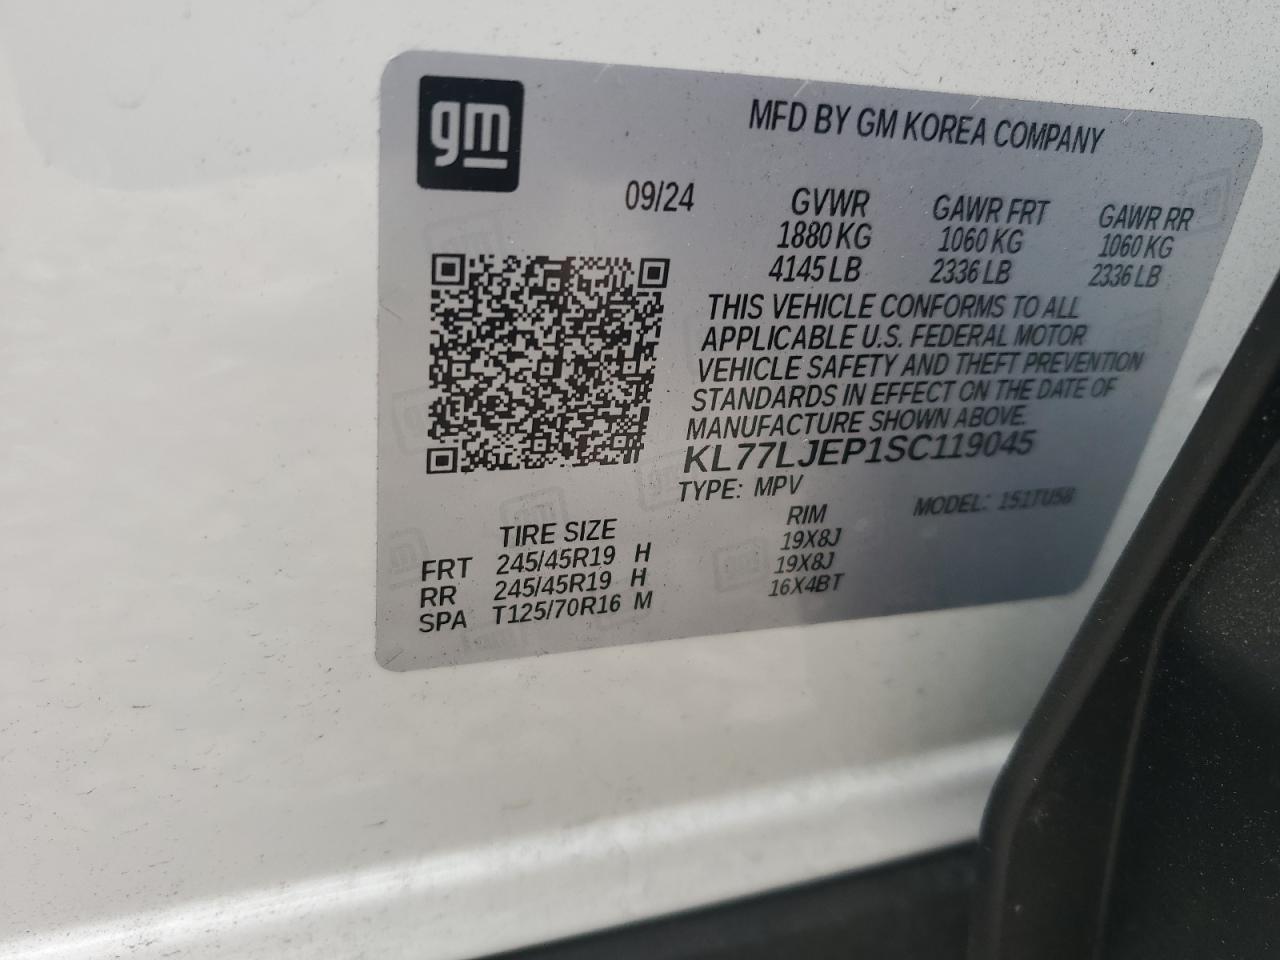 gm
MFD BY GM KOREA COMPANY
09/24 GVWR GAWR FRT GAWR RR
1880 KG 1060 KG 1060 KG
4145 LB 2336 LB 2336 LB
THIS VEHICLE CONFORMS TO ALL
APPLICABLE U.S. FEDERAL MOTOR
VEHICLE SAFETY AND THEFT PREVENTION
STANDARDS IN EFFECT ON THE DATE OF
MANUFACTURE SHOWN ABOVE.
KL77LJEP1SC119045
TYPE: MPV MODEL: 1S1TU58
TIRE SIZE RIM
FRT 245/45R19 H 19X8J
RR 245/45R19 H 19X8J
SPA T125/70R16 M 16X4BT